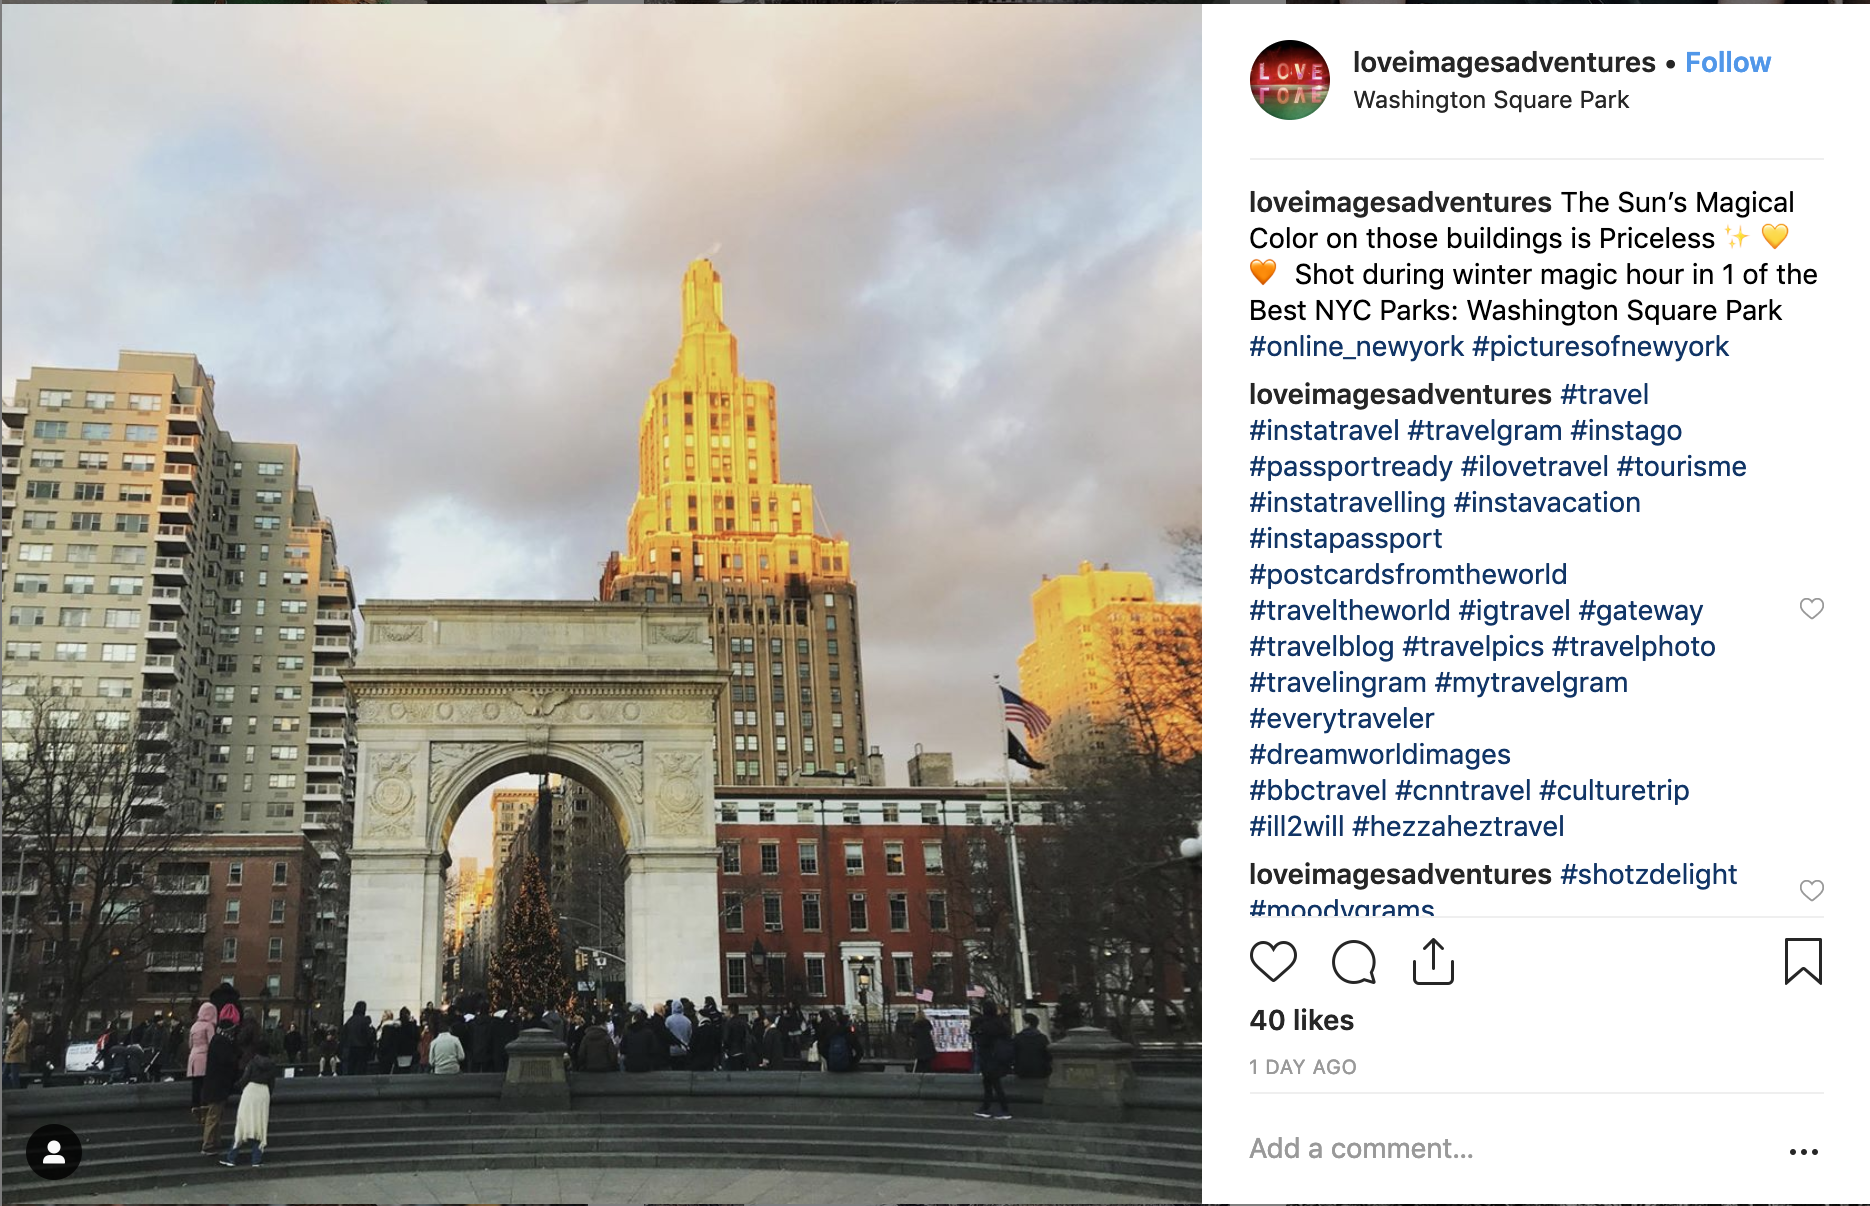 LOVE
loveimagesadventures • Follow
Washington Square Park
loveimagesadventures The Sun’s Magical
Color on those buildings is Priceless ✨ 💛
🧡 Shot during winter magic hour in 1 of the
Best NYC Parks: Washington Square Park
#online_newyork #picturesofnewyork
loveimagesadventures #travel
#instatravel #travelgram #instago
#passportready #ilovetravel #tourisme
#instatravelling #instavacation
#instapassport
#postcardsfromtheworld
#traveltheworld #igtravel #gateway
#travelblog #travelpics #travelphoto
#travelingram #mytravelgram
#everytraveler
#dreamworldimages
#bbctravel #cnntravel #culturetrip
#ill2will #hezzaheztravel
loveimagesadventures #shotzdelight
#moodygrams
40 likes
1 DAY AGO
Add a comment...